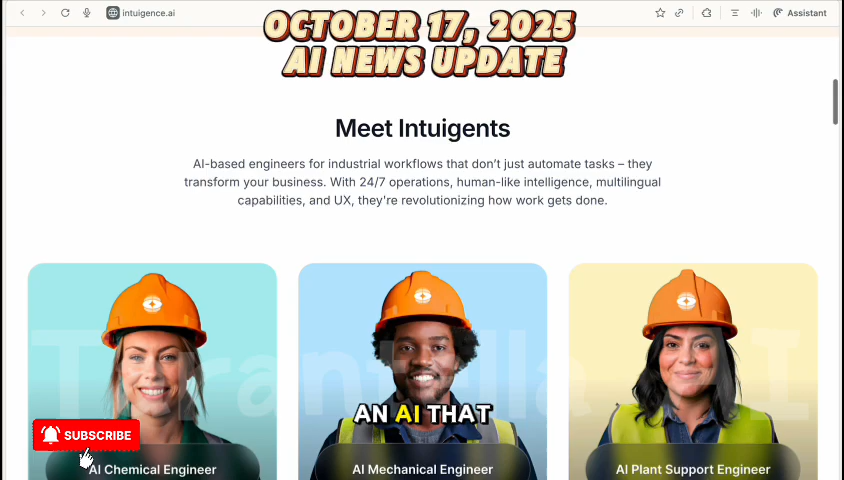 intuigence.ai
Assistant
OCTOBER 17, 2025
AI NEWS UPDATE
Meet Intuigents
AI-based engineers for industrial workflows that don’t just automate tasks – they
transform your business. With 24/7 operations, human-like intelligence, multilingual
capabilities, and UX, they're revolutionizing how work gets done.
Tarantella AI
AN AI THAT
SUBSCRIBE
AI Chemical Engineer
AI Mechanical Engineer
AI Plant Support Engineer